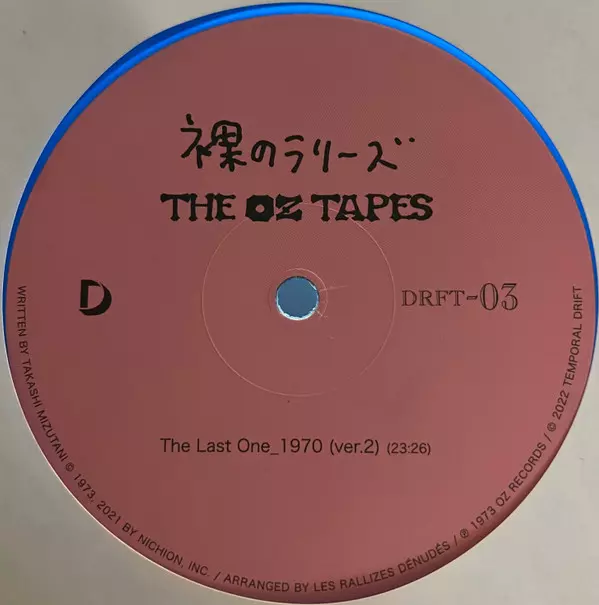 裸のラリーズ
THE OZ TAPES
D
DRFT-03
The Last One_1970 (ver.2) (23:26)
WRITTEN BY TAKASHI MIZUTANI © 1973, 2021 BY NICHION, INC. / ARRANGED BY LES RALLIZES DÉNUDÉS / ℗ 1973 OZ RECORDS / © 2022 TEMPORAL DRIFT